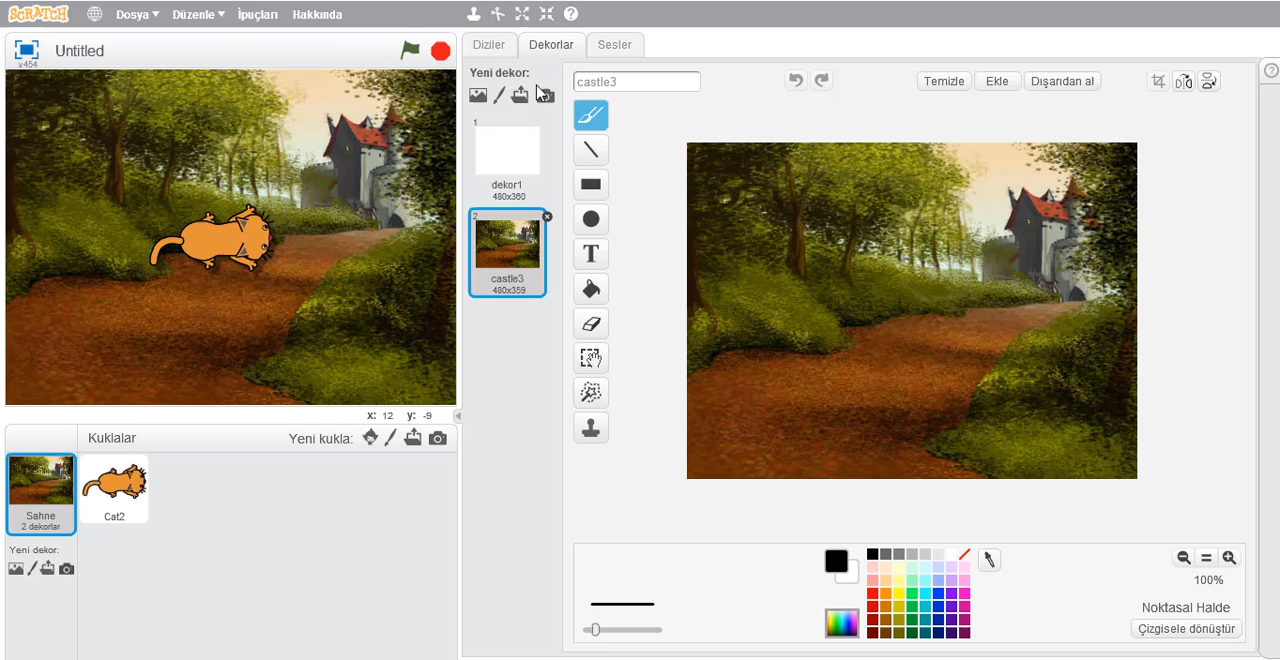 SCRATCH Dosya Düzenle İpuçları Hakkında
v454 Untitled
Diziler Dekorlar Sesler
Yeni dekor:
castle3 Temizle Ekle Dışarıdan al
1
dekor1
480x360
2
castle3
480x359
T
x: 12 y: -9
Kuklalar Yeni kukla:
Sahne
2 dekorlar
Cat2
Yeni dekor:
100%
Noktasal Halde
Çizgisele dönüştür